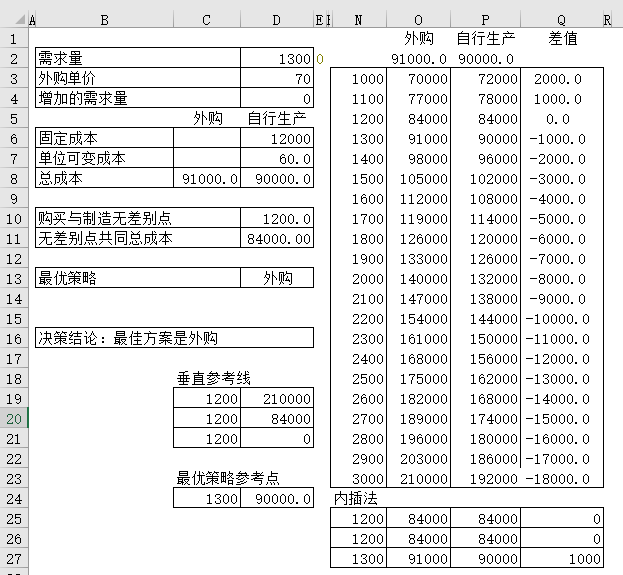 A B C D E I N O P Q R
1 外购 自行生产 差值
2 需求量 1300 0 91000.0 90000.0
3 外购单价 70 1000 70000 72000 2000.0
4 增加的需求量 0 1100 77000 78000 1000.0
5 外购 自行生产 1200 84000 84000 0.0
6 固定成本 12000 1300 91000 90000 -1000.0
7 单位可变成本 60.0 1400 98000 96000 -2000.0
8 总成本 91000.0 90000.0 1500 105000 102000 -3000.0
9 1600 112000 108000 -4000.0
10 购买与制造无差别点 1200.0 1700 119000 114000 -5000.0
11 无差别点共同总成本 84000.00 1800 126000 120000 -6000.0
12 1900 133000 126000 -7000.0
13 最优策略 外购 2000 140000 132000 -8000.0
14 2100 147000 138000 -9000.0
15 2200 154000 144000 -10000.0
16 决策结论：最佳方案是外购 2300 161000 150000 -11000.0
17 2400 168000 156000 -12000.0
18 垂直参考线 2500 175000 162000 -13000.0
19 1200 210000 2600 182000 168000 -14000.0
20 1200 84000 2700 189000 174000 -15000.0
21 1200 0 2800 196000 180000 -16000.0
22 2900 203000 186000 -17000.0
23 最优策略参考点 3000 210000 192000 -18000.0
24 1300 90000.0 内插法
25 1200 84000 84000 0
26 1200 84000 84000 0
27 1300 91000 90000 1000